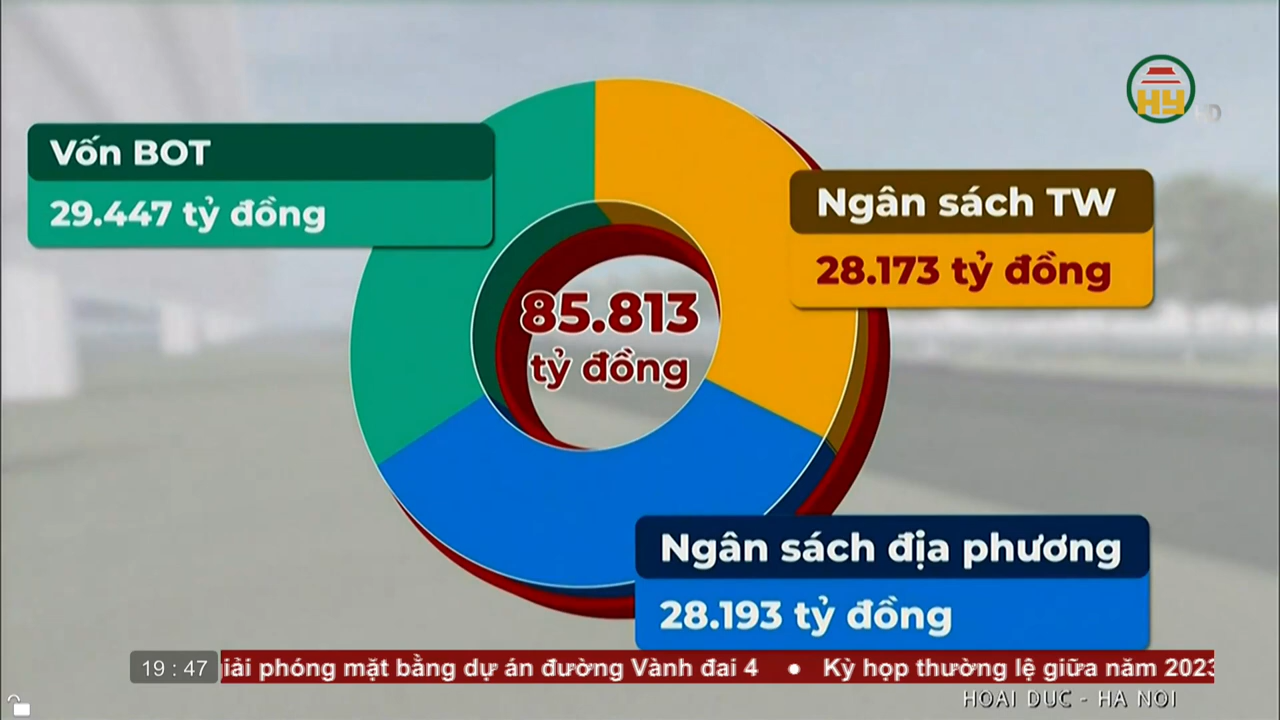 HY
HD
Vốn BOT
29.447 tỷ đồng
Ngân sách TW
28.173 tỷ đồng
85.813
tỷ đồng
Ngân sách địa phương
28.193 tỷ đồng
19 : 47
iải phóng mặt bằng dự án đường Vành đai 4 ● Kỳ họp thường lệ giữa năm 2023
HOAI DUC - HA NOI